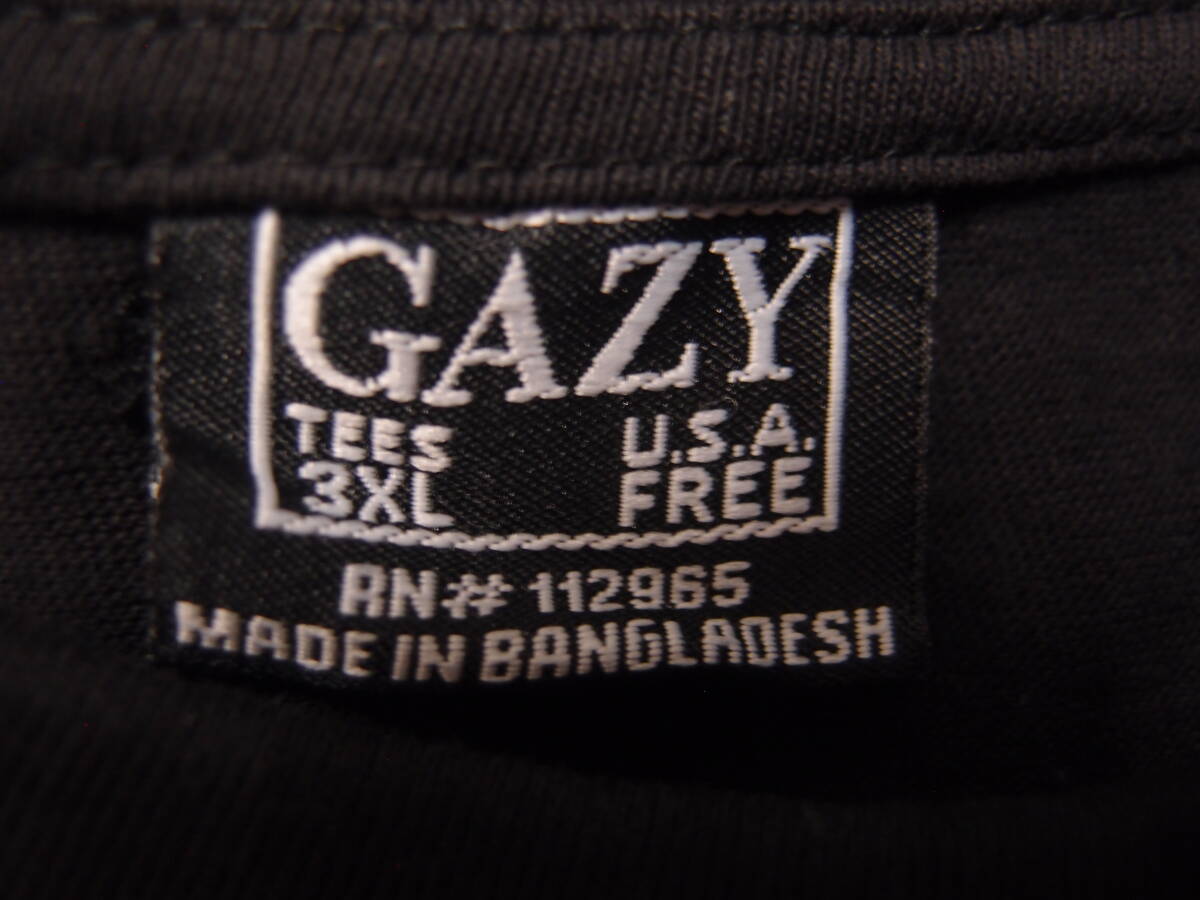 GAZY
TEES U.S.A.
3XL FREE
RN# 112965
MADE IN BANGLADESH